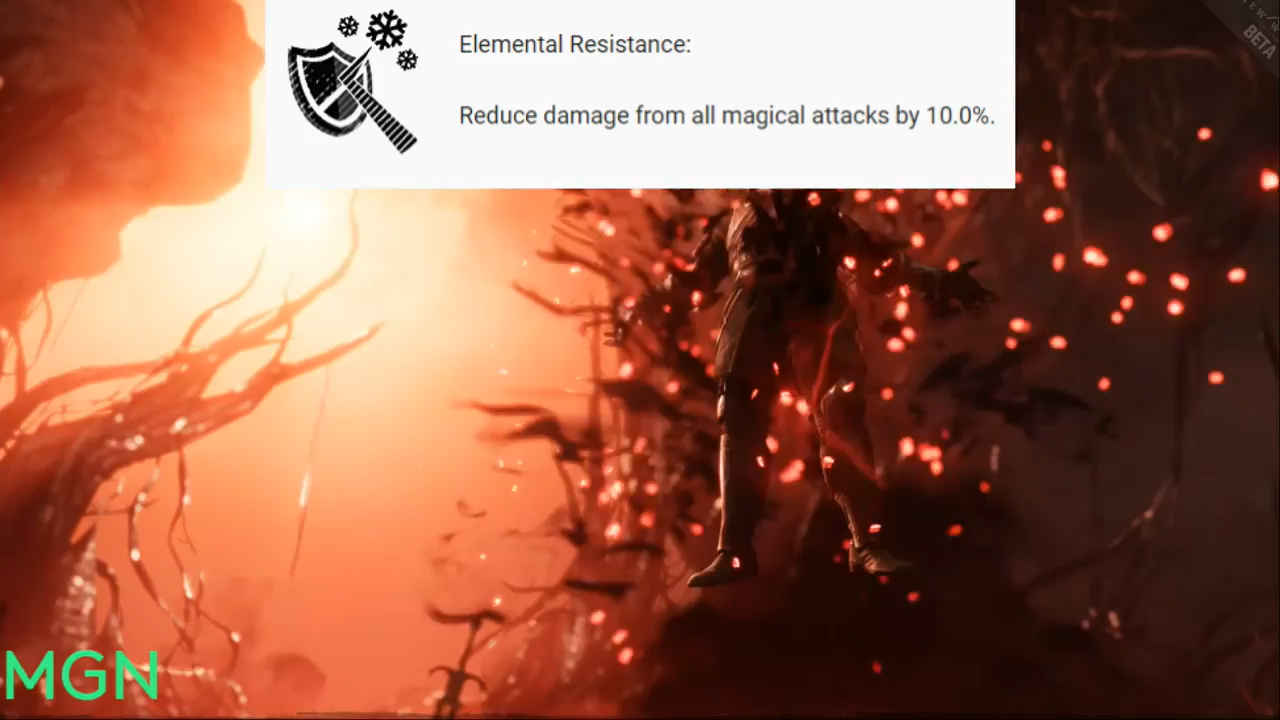 Elemental Resistance:
Reduce damage from all magical attacks by 10.0%.
BETA
MGN